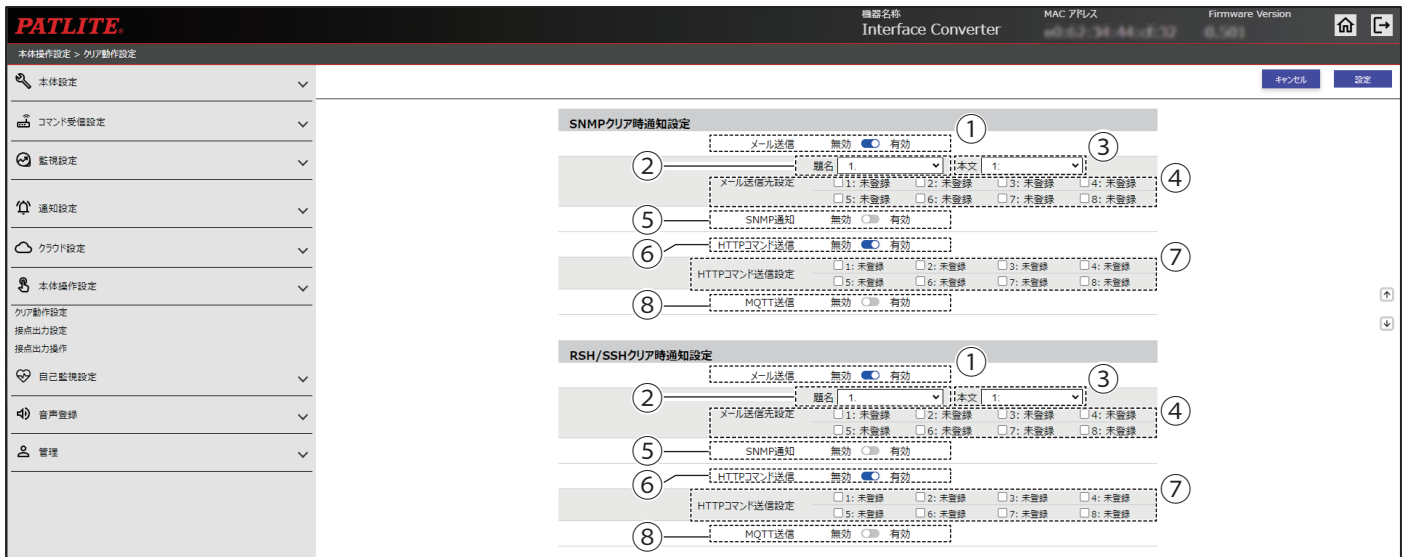 PATLITE
機器名称
Interface Converter
MAC アドレス
Firmware Version
本体操作設定 > クリア動作設定
キャンセル
設定
本体設定
コマンド受信設定
監視設定
通知設定
クラウド設定
本体操作設定
クリア動作設定
接点出力設定
接点出力操作
自己監視設定
音声登録
管理
SNMPクリア時通知設定
①
メール送信 無効 有効
② 題名 1. 本文 1: ③
メール送信先設定 1: 未登録 2: 未登録 3: 未登録 4: 未登録 ④
5: 未登録 6: 未登録 7: 未登録 8: 未登録
⑤ SNMP通知 無効 有効
⑥ HTTPコマンド送信 無効 有効
HTTPコマンド送信設定 1: 未登録 2: 未登録 3: 未登録 4: 未登録 ⑦
5: 未登録 6: 未登録 7: 未登録 8: 未登録
⑧ MQTT送信 無効 有効
RSH/SSHクリア時通知設定
①
メール送信 無効 有効
② 題名 1. 本文 1: ③
メール送信先設定 1: 未登録 2: 未登録 3: 未登録 4: 未登録 ④
5: 未登録 6: 未登録 7: 未登録 8: 未登録
⑤ SNMP通知 無効 有効
⑥ HTTPコマンド送信 無効 有効
HTTPコマンド送信設定 1: 未登録 2: 未登録 3: 未登録 4: 未登録 ⑦
5: 未登録 6: 未登録 7: 未登録 8: 未登録
⑧ MQTT送信 無効 有効